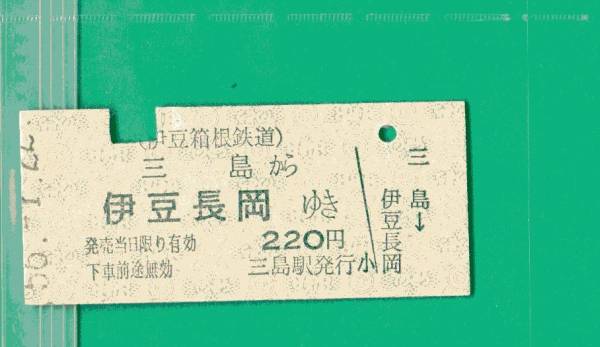 (伊豆箱根鉄道)
三島から
伊豆長岡ゆき
発売当日限り有効 220円
下車前途無効 三島駅発行
小
三島→伊豆長岡